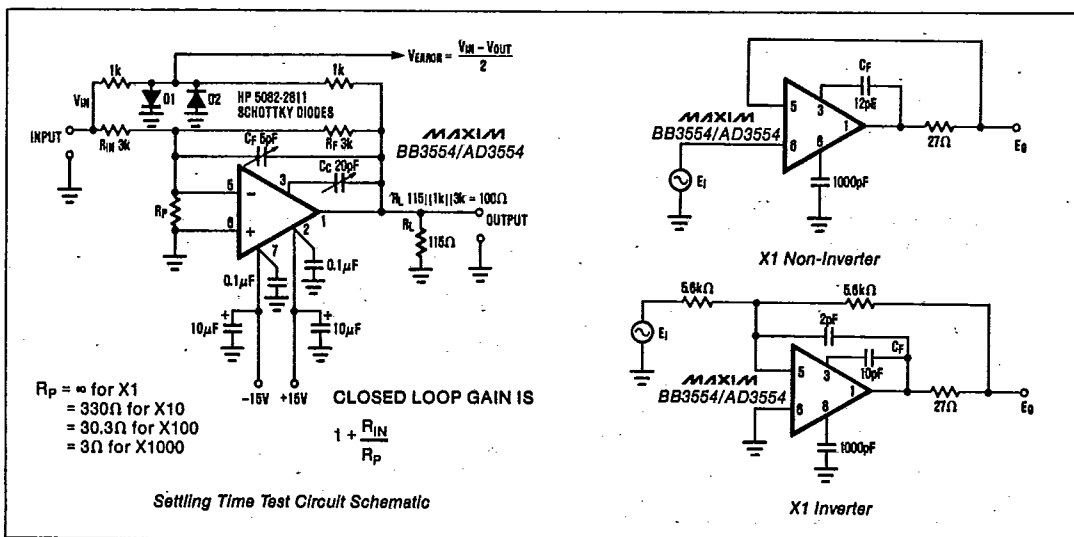 VERROR = VIN – VOUT
2
1k
1k
VIN
D1
D2
HP 5082-2811
SCHOTTKY DIODES
INPUT
RIN 3k
RF 3k
CF 5pF
CC 20pF
MAXIM
BB3554/AD3554
5
–
3
RP
6
+
1
2
7
RL 115||1k||3k = 100Ω
RL
115Ω
OUTPUT
0.1μF
0.1μF
10μF
+
+
10μF
–15V
+15V
RP = ∞ for X1
= 330Ω for X10
= 30.3Ω for X100
= 3Ω for X1000
CLOSED LOOP GAIN IS
1 + RIN
RP
Settling Time Test Circuit Schematic
CF
12pF
5
3
1
6
8
MAXIM
BB3554/AD3554
27Ω
EO
EI
1000pF
X1 Non-Inverter
5.6kΩ
5.6kΩ
2pF
EI
CF
10pF
5
3
1
6
8
MAXIM
BB3554/AD3554
27Ω
EO
1000pF
X1 Inverter